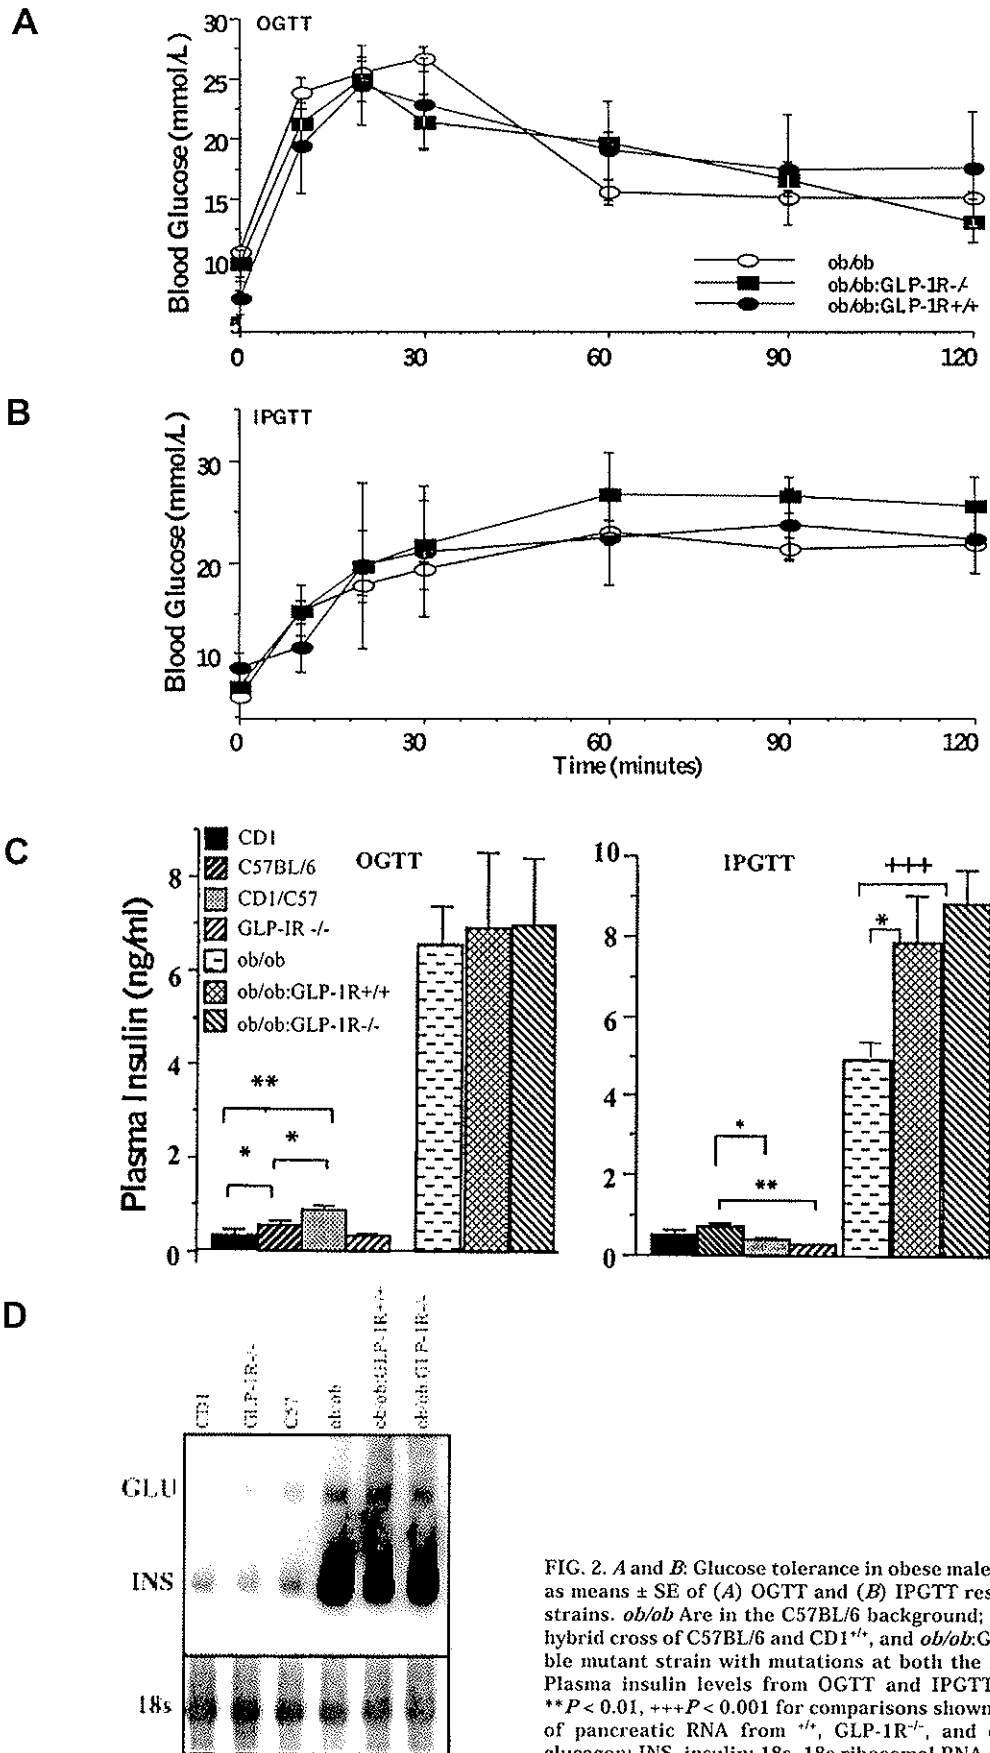 A
OGTT
Blood Glucose (mmol/L)
30
25
20
15
10
ob/ob
ob/ob:GLP-1R-/-
ob/ob:GLP-1R+/+
0
30
60
90
120
B
IPGTT
Blood Glucose (mmol/L)
30
20
10
0
30
60
90
120
Time (minutes)
C
Plasma Insulin (ng/ml)
8
6
4
2
0
CD1
C57BL/6
CD1/C57
GLP-1R -/-
ob/ob
ob/ob:GLP-1R+/+
ob/ob:GLP-1R-/-
OGTT
**
*
*
IPGTT
10
8
6
4
2
0
+++
*
*
**
D
CD1
GLP-1R-/-
C57
ob/ob
ob/ob:GLP-1R+/+
ob/ob:GLP-1R-/-
GLU
INS
18s
FIG. 2. A and B: Glucose tolerance in obese male
as means ± SE of (A) OGTT and (B) IPGTT res
strains. ob/ob Are in the C57BL/6 background;
hybrid cross of C57BL/6 and CD1+/+, and ob/ob:G
ble mutant strain with mutations at both the
Plasma insulin levels from OGTT and IPGTT
**P < 0.01, +++P < 0.001 for comparisons shown
of pancreatic RNA from +/+, GLP-1R-/-, and
glucagon; INS, insulin; 18s, 18s ribosomal RNA